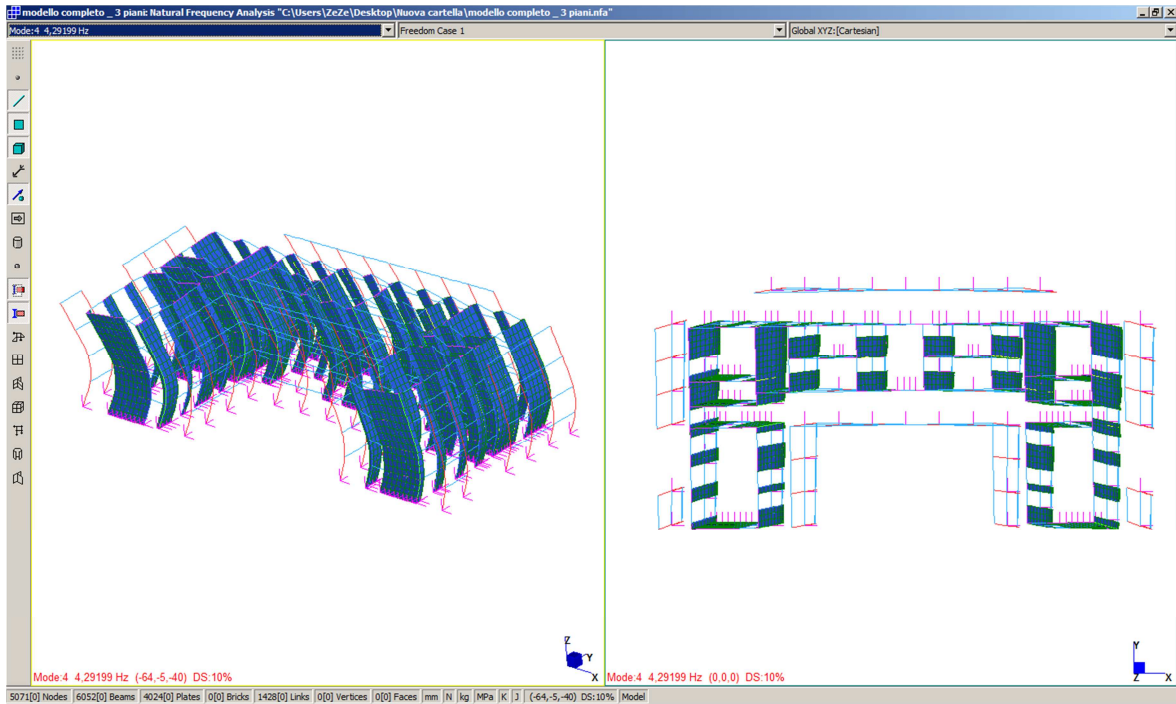 modello completo _ 3 piani: Natural Frequency Analysis "C:\Users\ZeZe\Desktop\Nuova cartella\modello completo _ 3 piani.nfa"
Mode:4 4,29199 Hz Freedom Case 1 Global XYZ:[Cartesian]
Z
Y
X
Y
Z X
Mode:4 4,29199 Hz (-64,-5,-40) DS:10% Mode:4 4,29199 Hz (0,0,0) DS:10%
5071[0] Nodes 6052[0] Beams 4024[0] Plates 0[0] Bricks 1428[0] Links 0[0] Vertices 0[0] Faces mm N kg MPa K J (-64,-5,-40) DS:10% Model